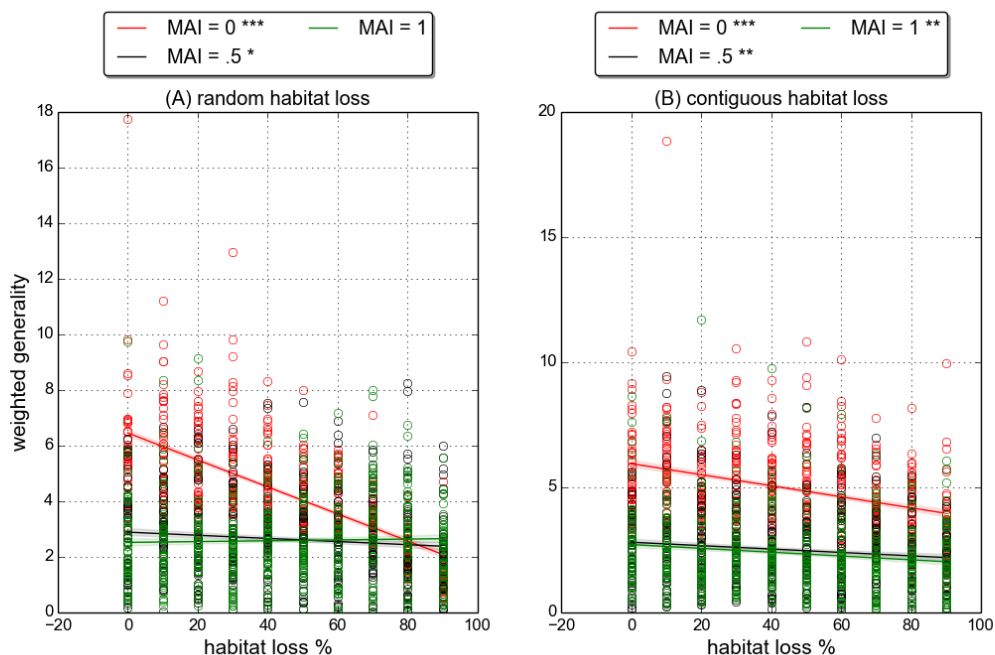 MAI = 0 *** MAI = 1
MAI = .5 *
MAI = 0 *** MAI = 1 **
MAI = .5 **
(A) random habitat loss
(B) contiguous habitat loss
weighted generality
18
16
14
12
10
8
6
4
2
0
−20 0 20 40 60 80 100
habitat loss %
20
15
10
5
0
−20 0 20 40 60 80 100
habitat loss %